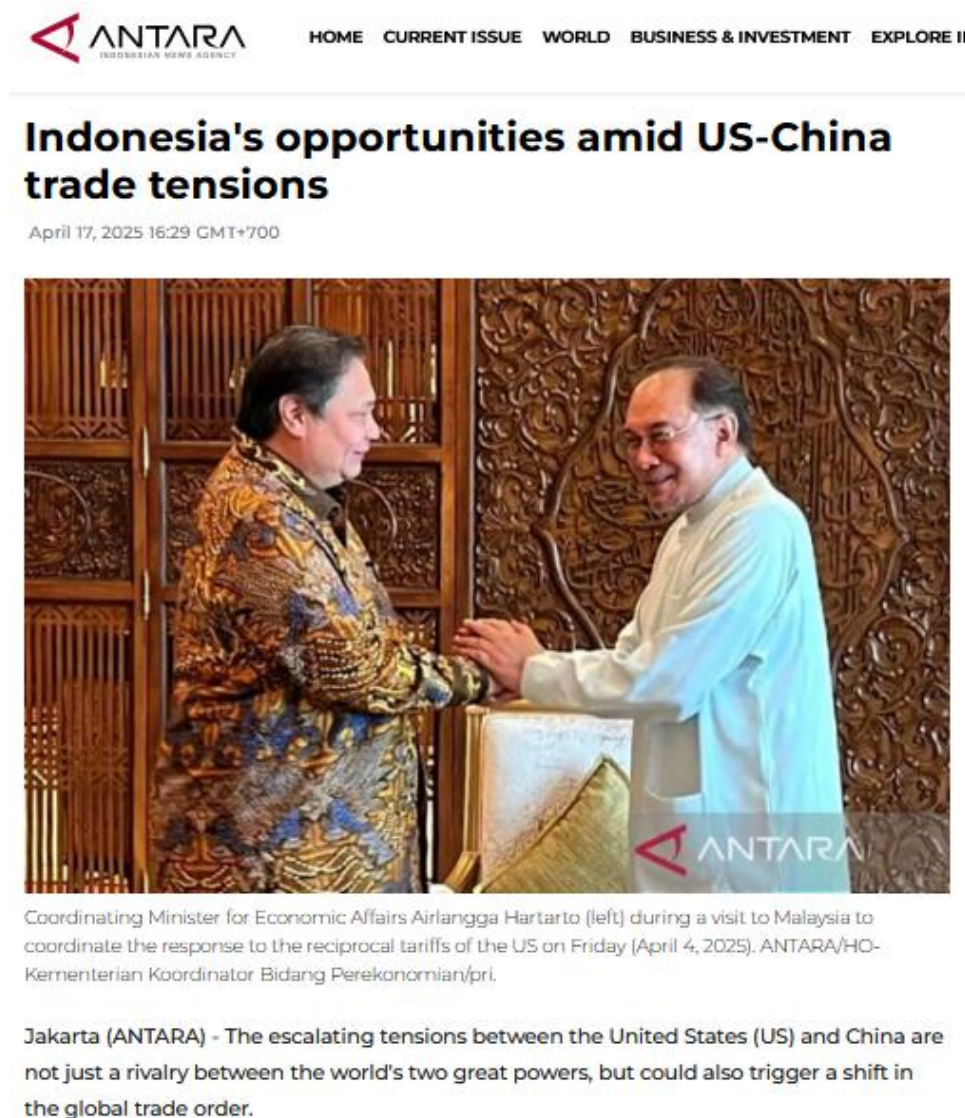 ANTARA
INDONESIAN NEWS AGENCY
HOME CURRENT ISSUE WORLD BUSINESS & INVESTMENT EXPLORE
Indonesia's opportunities amid US-China
trade tensions
April 17, 2025 16:29 GMT+700
ANTARA
Coordinating Minister for Economic Affairs Airlangga Hartarto (left) during a visit to Malaysia to
coordinate the response to the reciprocal tariffs of the US on Friday (April 4, 2025). ANTARA/HO-
Kementerian Koordinator Bidang Perekonomian/pri.
Jakarta (ANTARA) - The escalating tensions between the United States (US) and China are
not just a rivalry between the world's two great powers, but could also trigger a shift in
the global trade order.